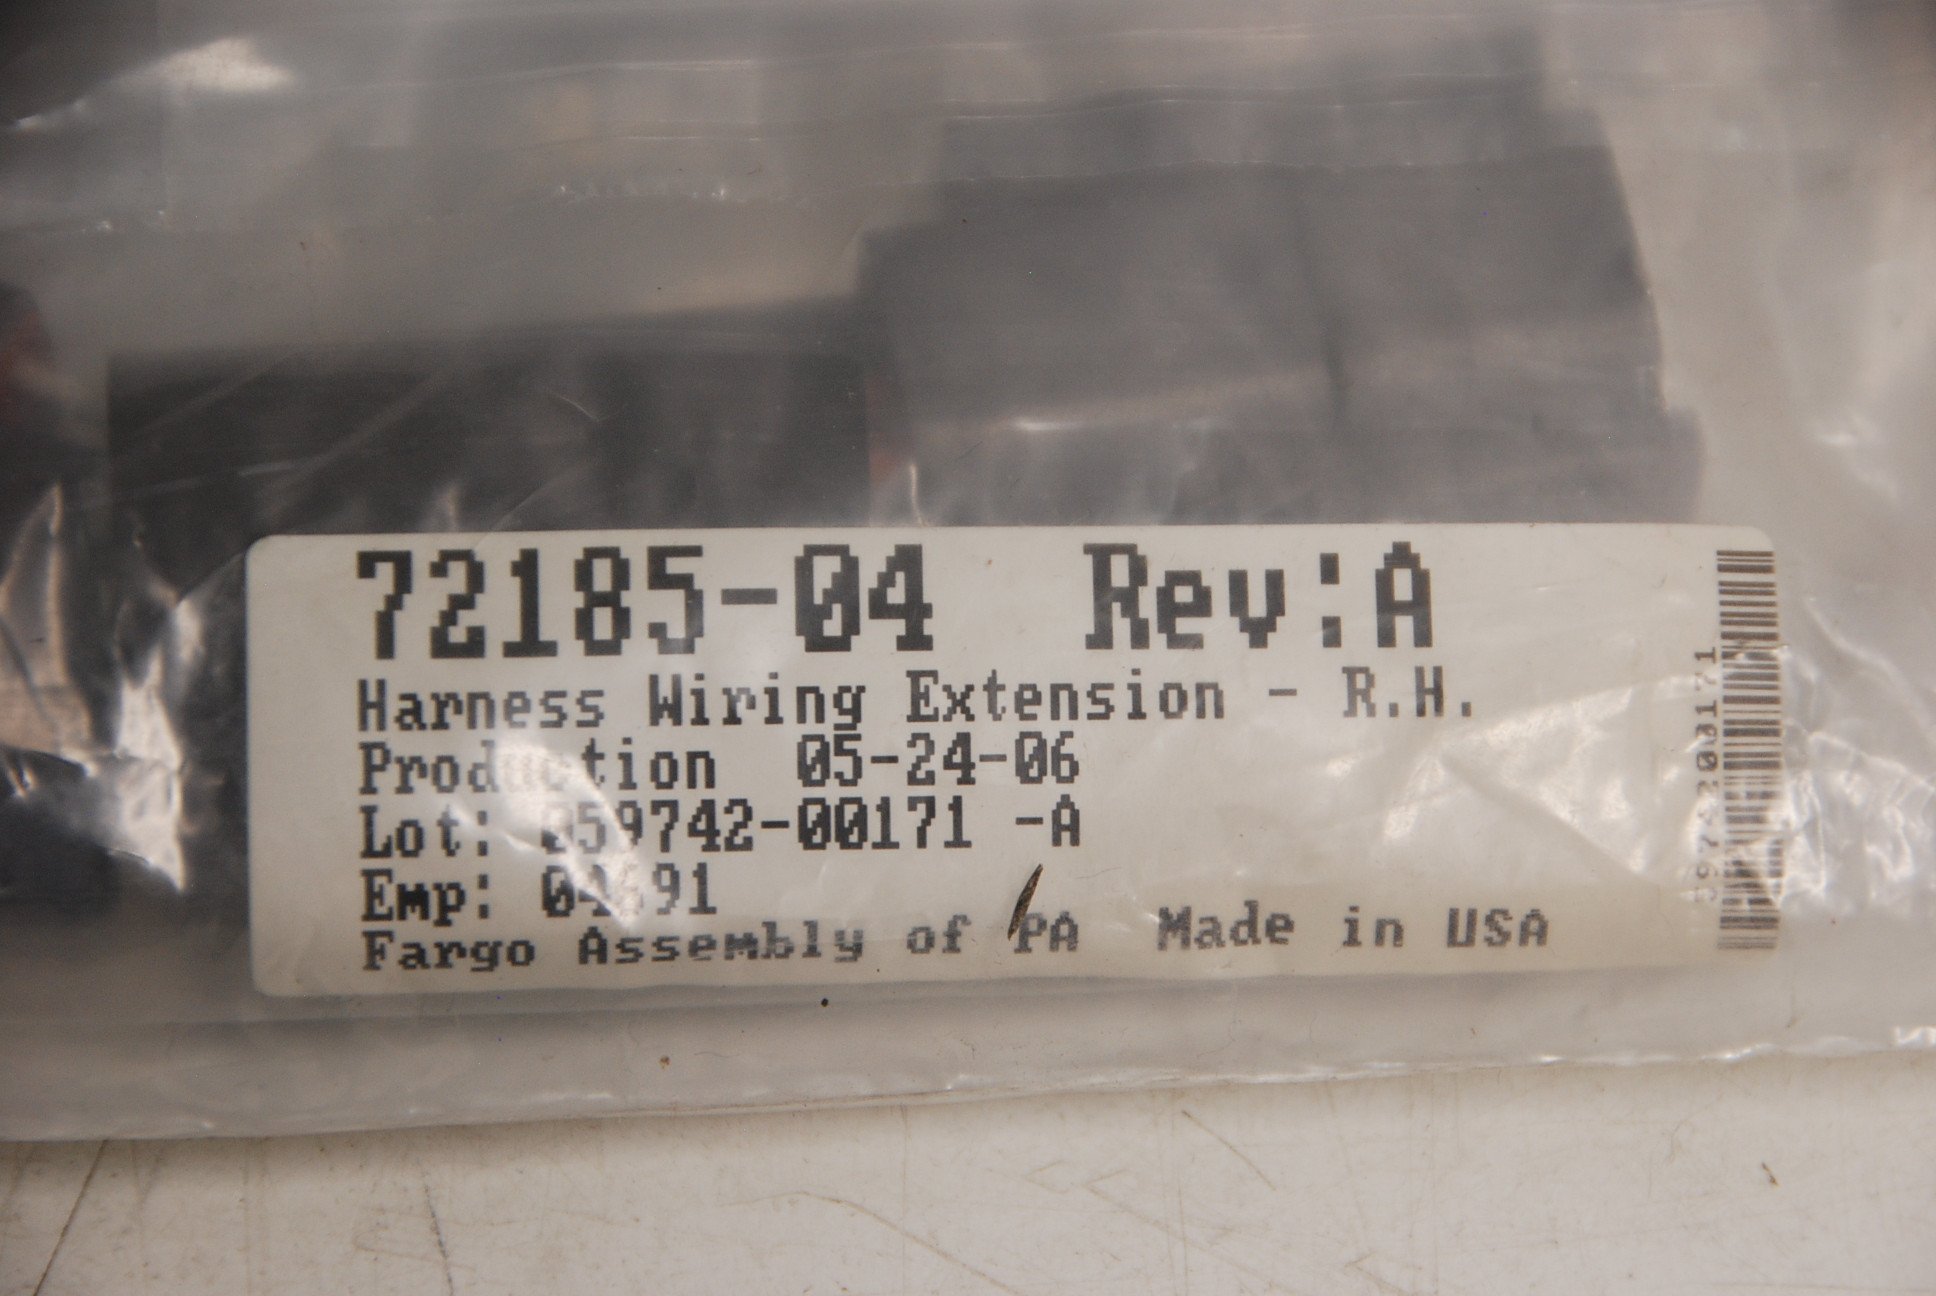 72185-04 Rev:A
Harness Wiring Extension - R.H.
Production 05-24-06
Lot: 059742-00171 -A
Emp:
Fargo Assembly of PA Made in USA